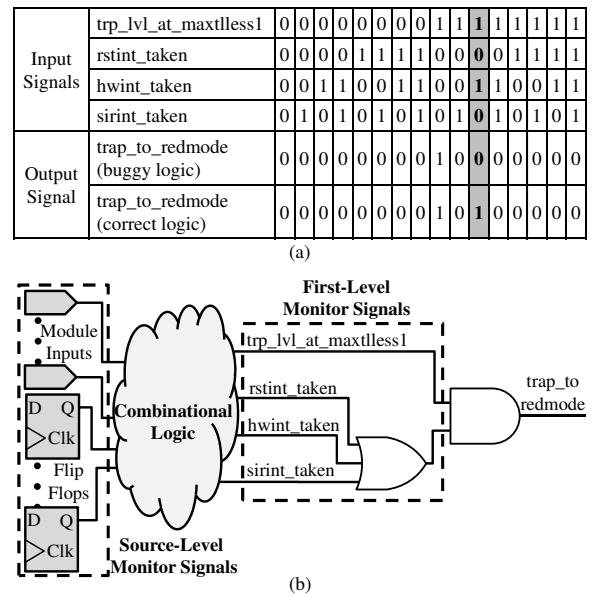 Input
Signals
trp_lvl_at_maxtlless1 0 0 0 0 0 0 0 0 1 1 1 1 1 1 1 1
rstint_taken 0 0 0 0 1 1 1 1 0 0 0 0 1 1 1 1
hwint_taken 0 0 1 1 0 0 1 1 0 0 1 1 0 0 1 1
sirint_taken 0 1 0 1 0 1 0 1 0 1 0 1 0 1 0 1
Output
Signal
trap_to_redmode
(buggy logic) 0 0 0 0 0 0 0 0 1 0 0 0 0 0 0 0
trap_to_redmode
(correct logic) 0 0 0 0 0 0 0 0 1 0 1 0 0 0 0 0
(a)
First-Level
Monitor Signals
Module
Inputs
D Q
Clk
Flip
Flops
D Q
Clk
Combinational
Logic
Source-Level
Monitor Signals
trp_lvl_at_maxtlless1
rstint_taken
hwint_taken
sirint_taken
trap_to
redmode
(b)